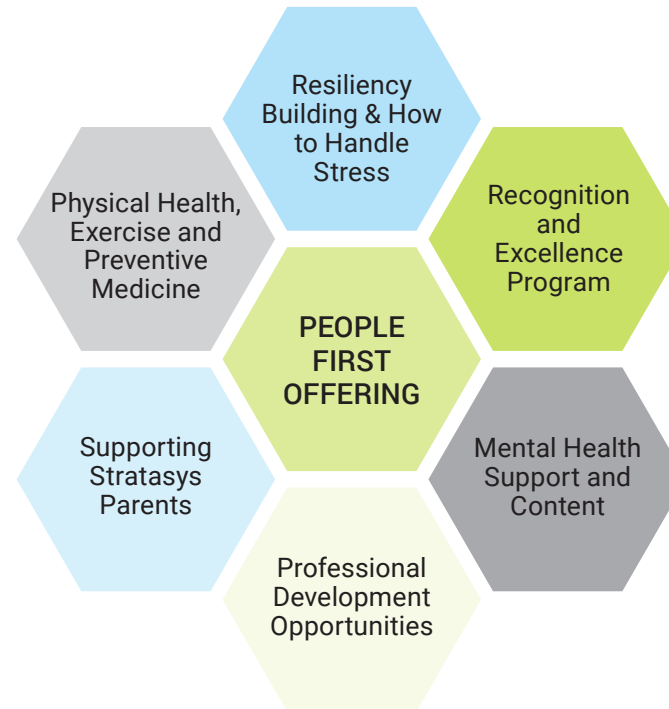 Resiliency
Building & How
to Handle
Stress
Physical Health,
Exercise and
Preventive
Medicine
Recognition
and
Excellence
Program
PEOPLE
FIRST
OFFERING
Supporting
Stratasys
Parents
Mental Health
Support and
Content
Professional
Development
Opportunities